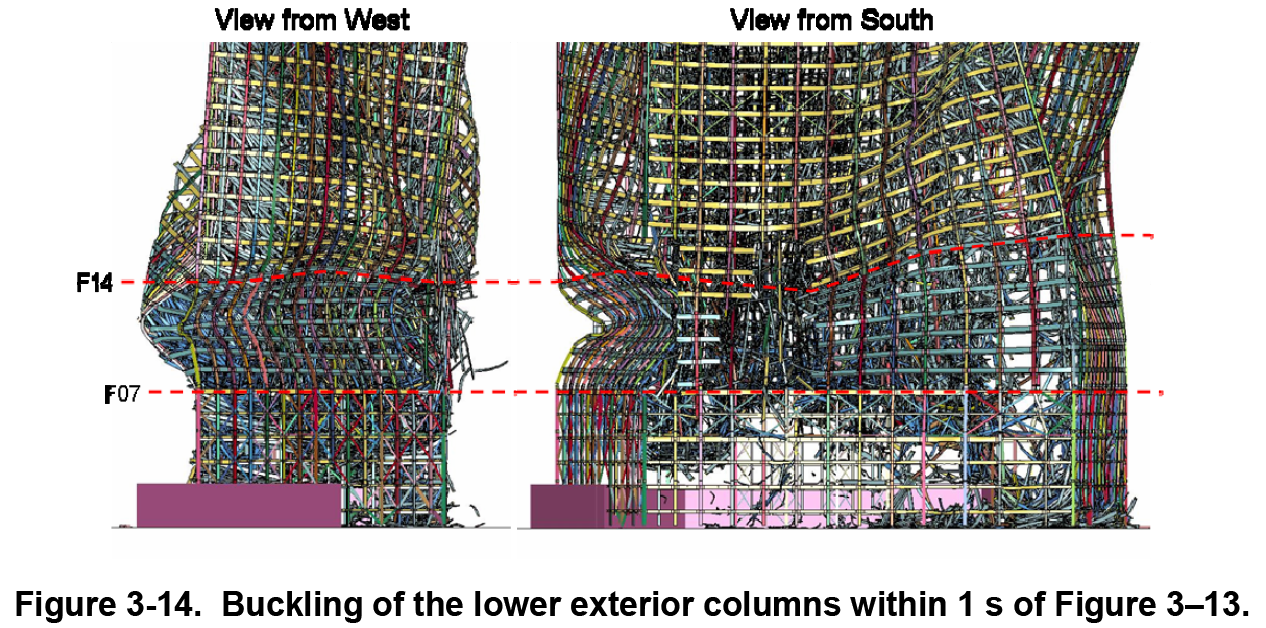 View from West
View from South
F14
F07
Figure 3-14. Buckling of the lower exterior columns within 1 s of Figure 3–13.